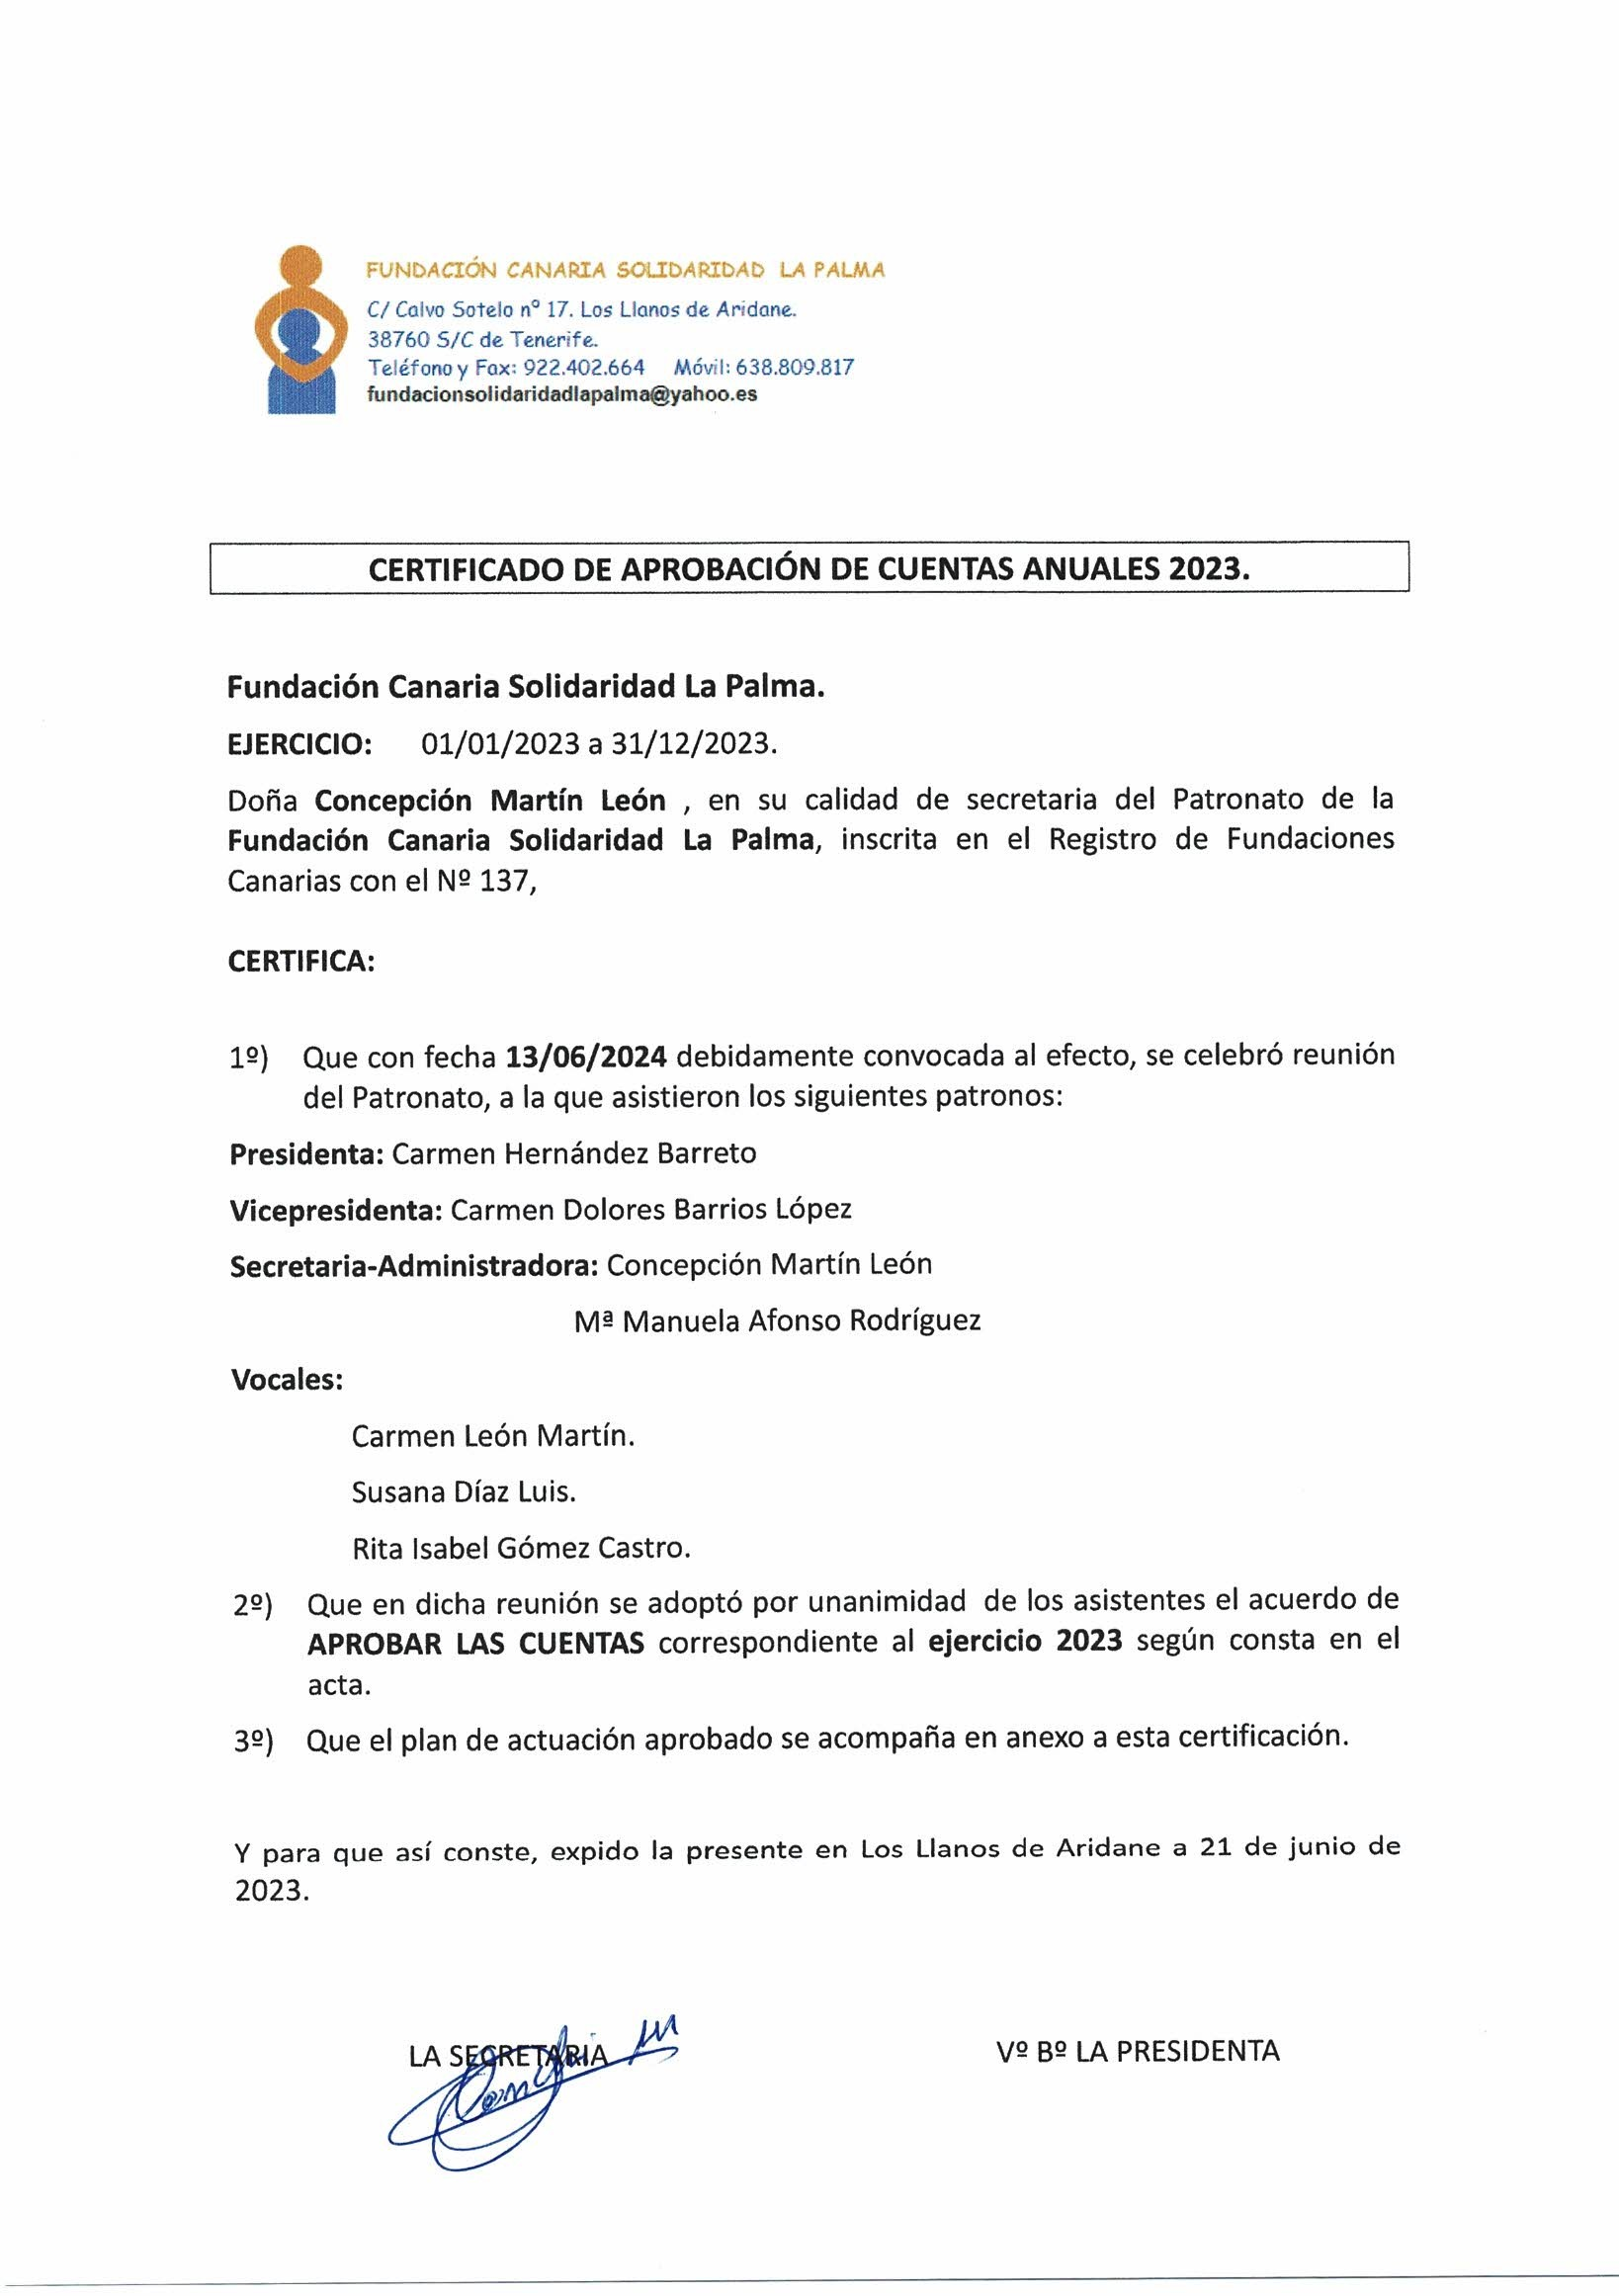 FUNDACIÓN CANARIA SOLIDARIDAD LA PALMA
C/ Calvo Sotelo nº 17. Los Llanos de Aridane.
38760 S/C de Tenerife.
Teléfono y Fax: 922.402.664 Móvil: 638.809.817
fundacionsolidaridadlapalma@yahoo.es
CERTIFICADO DE APROBACIÓN DE CUENTAS ANUALES 2023.
Fundación Canaria Solidaridad La Palma.
EJERCICIO: 01/01/2023 a 31/12/2023.
Doña Concepción Martín León , en su calidad de secretaria del Patronato de la
Fundación Canaria Solidaridad La Palma, inscrita en el Registro de Fundaciones
Canarias con el Nº 137,
CERTIFICA:
1º) Que con fecha 13/06/2024 debidamente convocada al efecto, se celebró reunión
del Patronato, a la que asistieron los siguientes patronos:
Presidenta: Carmen Hernández Barreto
Vicepresidenta: Carmen Dolores Barrios López
Secretaria-Administradora: Concepción Martín León
Mª Manuela Afonso Rodríguez
Vocales:
Carmen León Martín.
Susana Díaz Luis.
Rita Isabel Gómez Castro.
2º) Que en dicha reunión se adoptó por unanimidad de los asistentes el acuerdo de
APROBAR LAS CUENTAS correspondiente al ejercicio 2023 según consta en el
acta.
3º) Que el plan de actuación aprobado se acompaña en anexo a esta certificación.
Y para que así conste, expido la presente en Los Llanos de Aridane a 21 de junio de
2023.
LA SECRETARIA Vº Bº LA PRESIDENTA